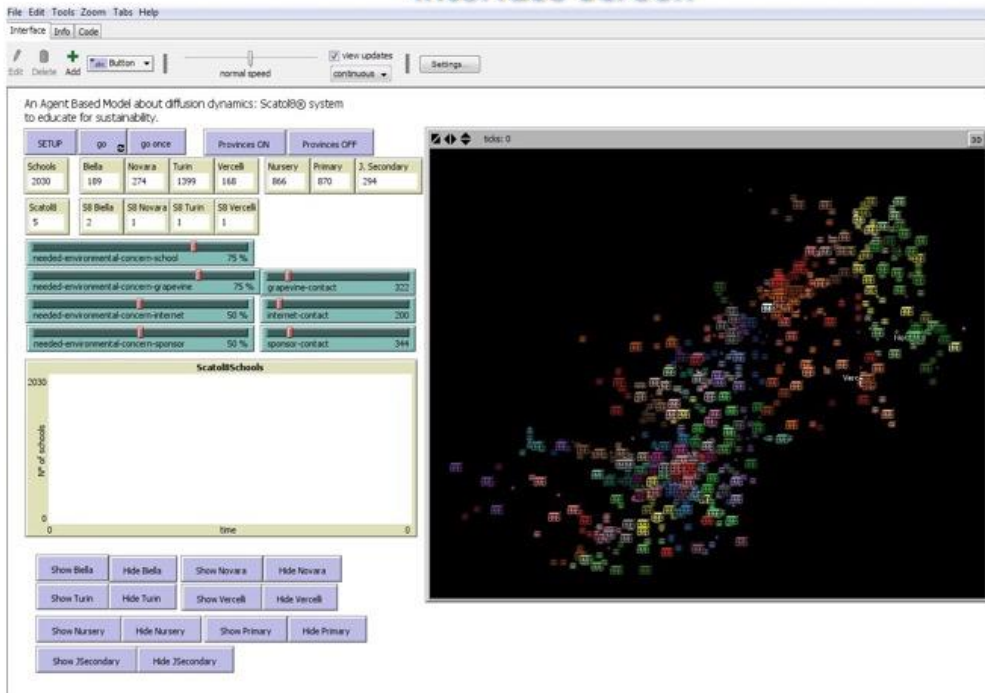 File Edit Tools Zoom Tabs Help
Interface Info Code
Edit Delete Add Button normal speed view updates continuous Settings...
An Agent Based Model about diffusion dynamics: Scatol8® system
to educate for sustainability.
SETUP go go once Provinces ON Provinces OFF
ticks: 0 3D
Schools Biella Novara Turin Vercelli Nursery Primary J. Secondary
2030 189 274 1399 168 866 870 294
Scatol8 S8 Biella S8 Novara S8 Turin S8 Vercelli
5 2 1 1 1
needed-environmental-concern-school 75 %
needed-environmental-concern-grapevine 75 % grapevine-contact 322
needed-environmental-concern-internet 50 % internet-contact 200
needed-environmental-concern-sponsor 50 % sponsor-contact 344
Scatol8Schools
2030
N° of schools
0
0 time 0
Show Biella Hide Biella Show Novara Hide Novara
Show Turin Hide Turin Show Vercelli Hide Vercelli
Show Nursery Hide Nursery Show Primary Hide Primary
Show JSecondary Hide JSecondary